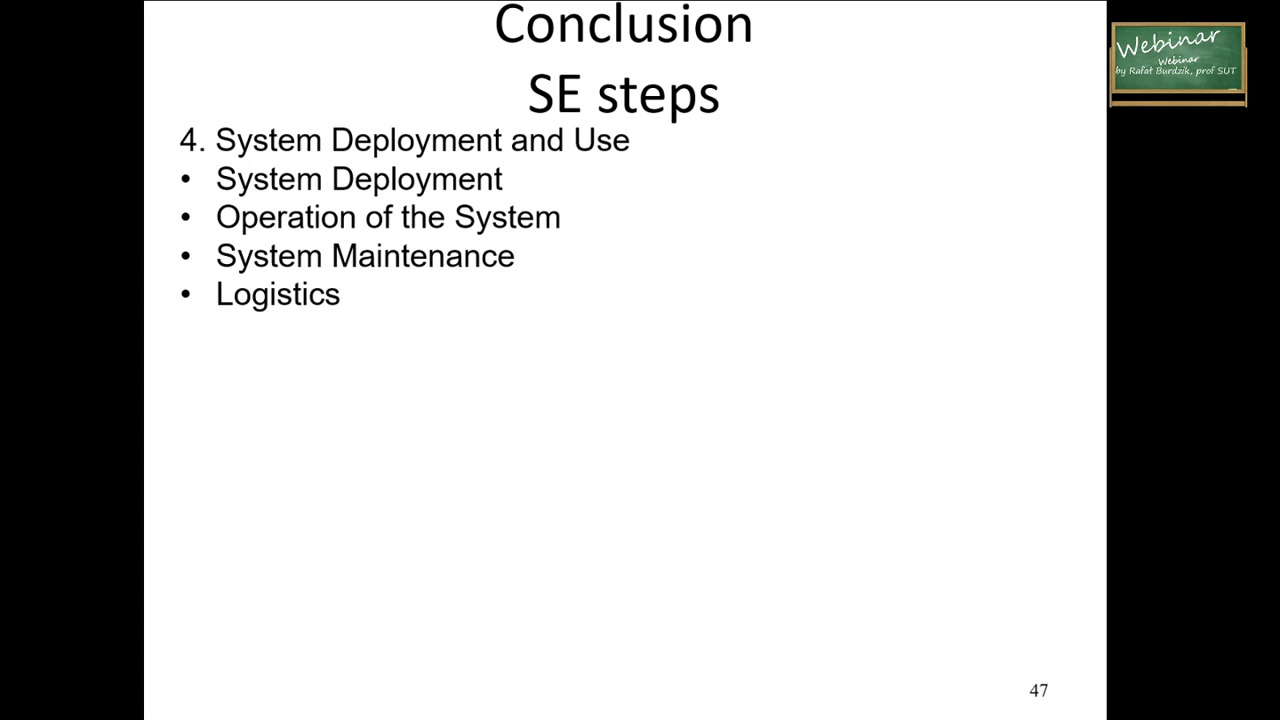 Conclusion
SE steps
4. System Deployment and Use
• System Deployment
• Operation of the System
• System Maintenance
• Logistics
47
Webinar
Webinar
by Rafał Burdzik, prof SUT